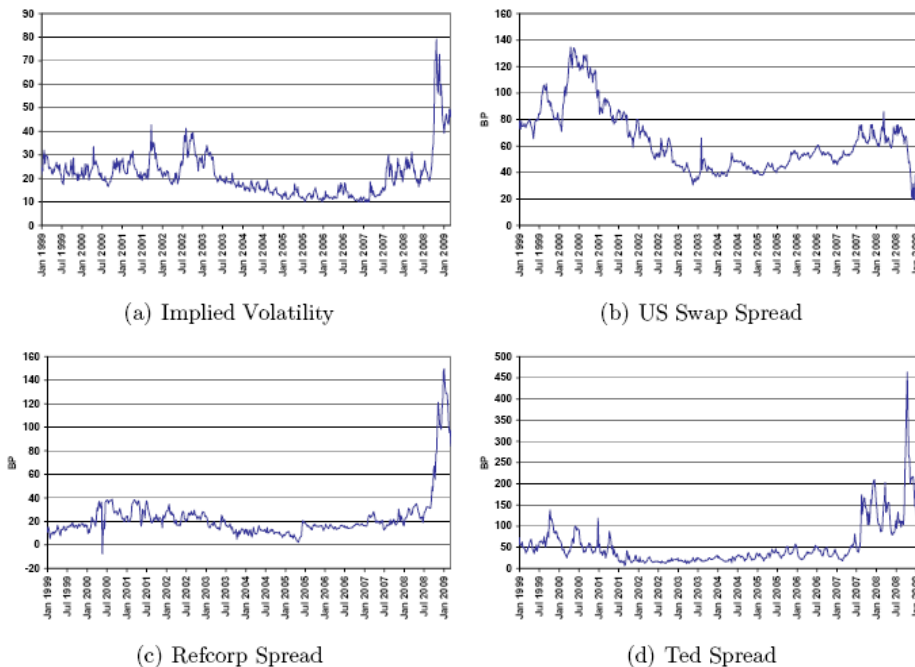 90
80
70
60
50
40
30
20
10
0
Jan 1999
Jul 1999
Jan 2000
Jul 2000
Jan 2001
Jul 2001
Jan 2002
Jul 2002
Jan 2003
Jul 2003
Jan 2004
Jul 2004
Jan 2005
Jul 2005
Jan 2006
Jul 2006
Jan 2007
Jul 2007
Jan 2008
Jul 2008
Jan 2009
(a) Implied Volatility
BP
160
140
120
100
80
60
40
20
0
Jan 1999
Jul 1999
Jan 2000
Jul 2000
Jan 2001
Jul 2001
Jan 2002
Jul 2002
Jan 2003
Jul 2003
Jan 2004
Jul 2004
Jan 2005
Jul 2005
Jan 2006
Jul 2006
Jan 2007
Jul 2007
Jan 2008
Jul 2008
(b) US Swap Spread
BP
160
140
120
100
80
60
40
20
0
-20
Jan 1999
Jul 1999
Jan 2000
Jul 2000
Jan 2001
Jul 2001
Jan 2002
Jul 2002
Jan 2003
Jul 2003
Jan 2004
Jul 2004
Jan 2005
Jul 2005
Jan 2006
Jul 2006
Jan 2007
Jul 2007
Jan 2008
Jul 2008
Jan 2009
(c) Refcorp Spread
BP
500
450
400
350
300
250
200
150
100
50
0
Jan 1999
Jul 1999
Jan 2000
Jul 2000
Jan 2001
Jul 2001
Jan 2002
Jul 2002
Jan 2003
Jul 2003
Jan 2004
Jul 2004
Jan 2005
Jul 2005
Jan 2006
Jul 2006
Jan 2007
Jul 2007
Jan 2008
Jul 2008
(d) Ted Spread